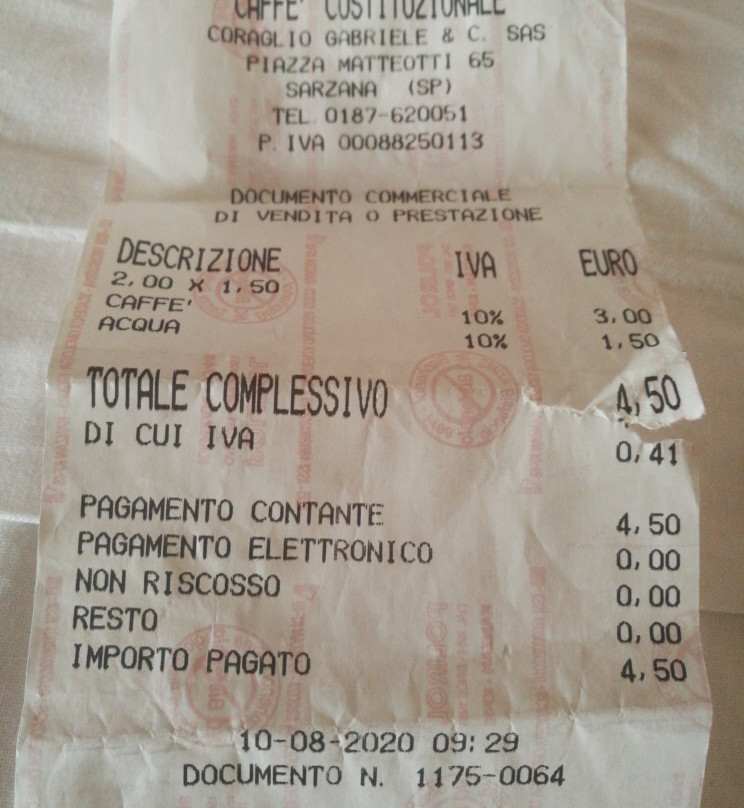 CAFFE' COSTITUZIONALE
CORAGLIO GABRIELE & C. SAS
PIAZZA MATTEOTTI 65
SARZANA (SP)
TEL. 0187-620051
P. IVA 00088250113
DOCUMENTO COMMERCIALE
DI VENDITA O PRESTAZIONE
DESCRIZIONE IVA EURO
2,00 X 1,50
CAFFE' 10% 3,00
ACQUA 10% 1,50
TOTALE COMPLESSIVO 4,50
DI CUI IVA 0,41
PAGAMENTO CONTANTE 4,50
PAGAMENTO ELETTRONICO 0,00
NON RISCOSSO 0,00
RESTO 0,00
IMPORTO PAGATO 4,50
10-08-2020 09:29
DOCUMENTO N. 1175-0064